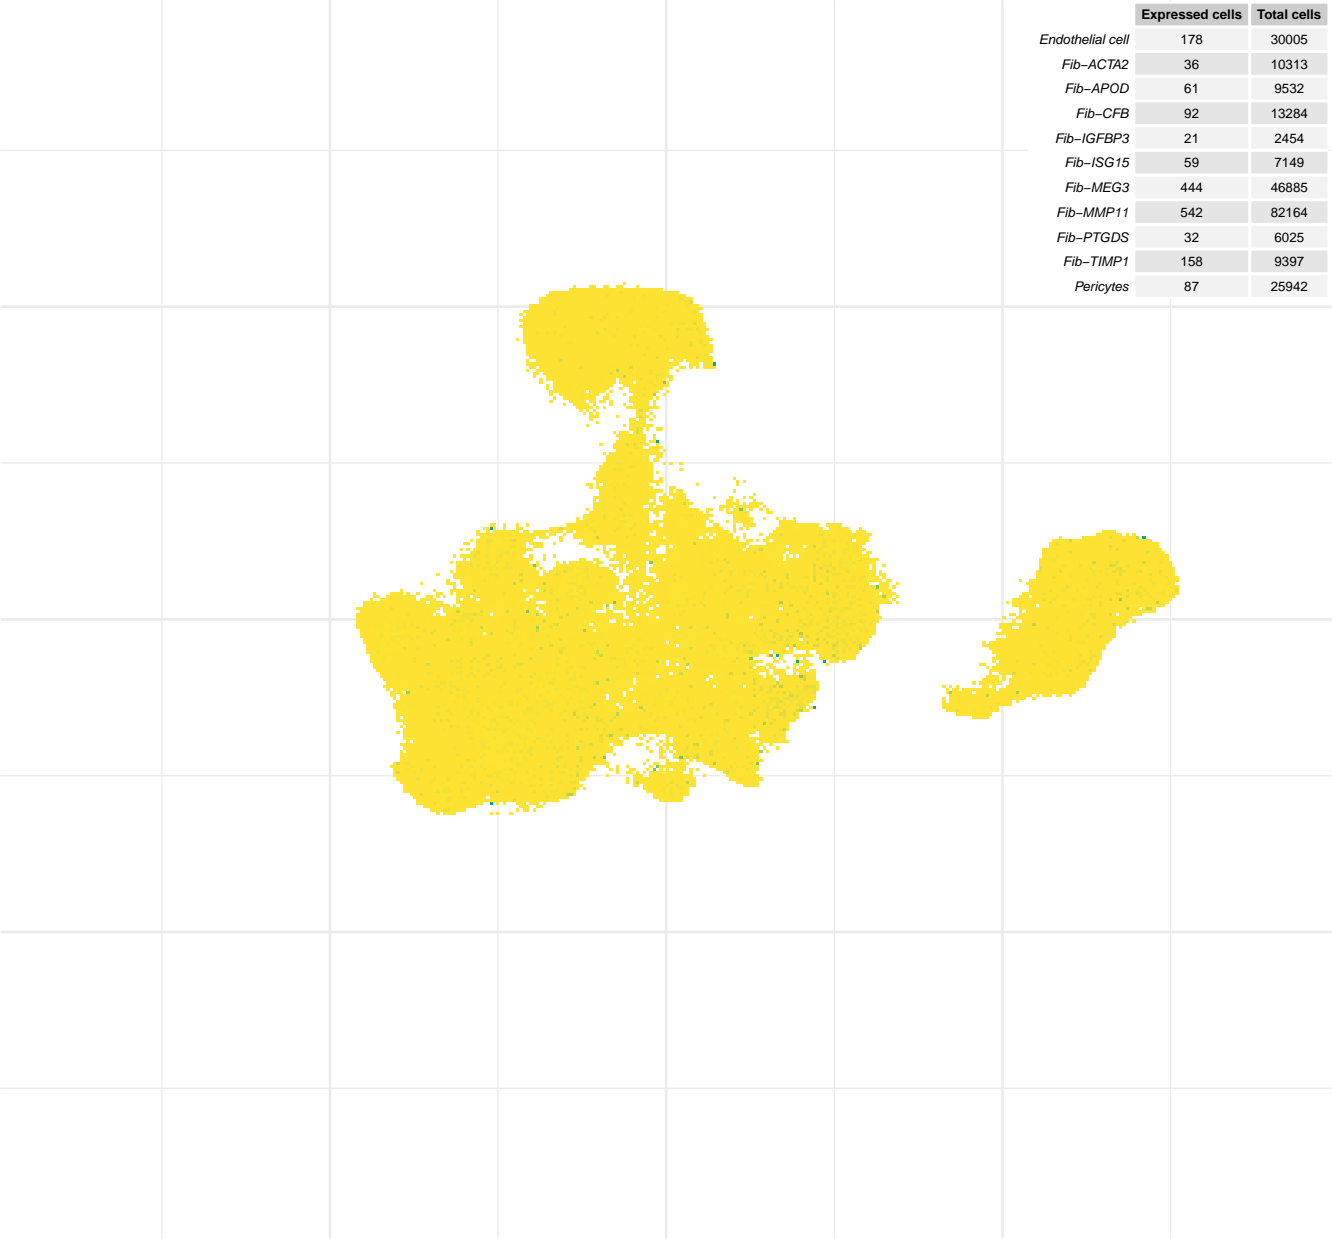 Expressed cells Total cells
Endothelial cell 178 30005
Fib−ACTA2 36 10313
Fib−APOD 61 9532
Fib−CFB 92 13284
Fib−IGFBP3 21 2454
Fib−ISG15 59 7149
Fib−MEG3 444 46885
Fib−MMP11 542 82164
Fib−PTGDS 32 6025
Fib−TIMP1 158 9397
Pericytes 87 25942